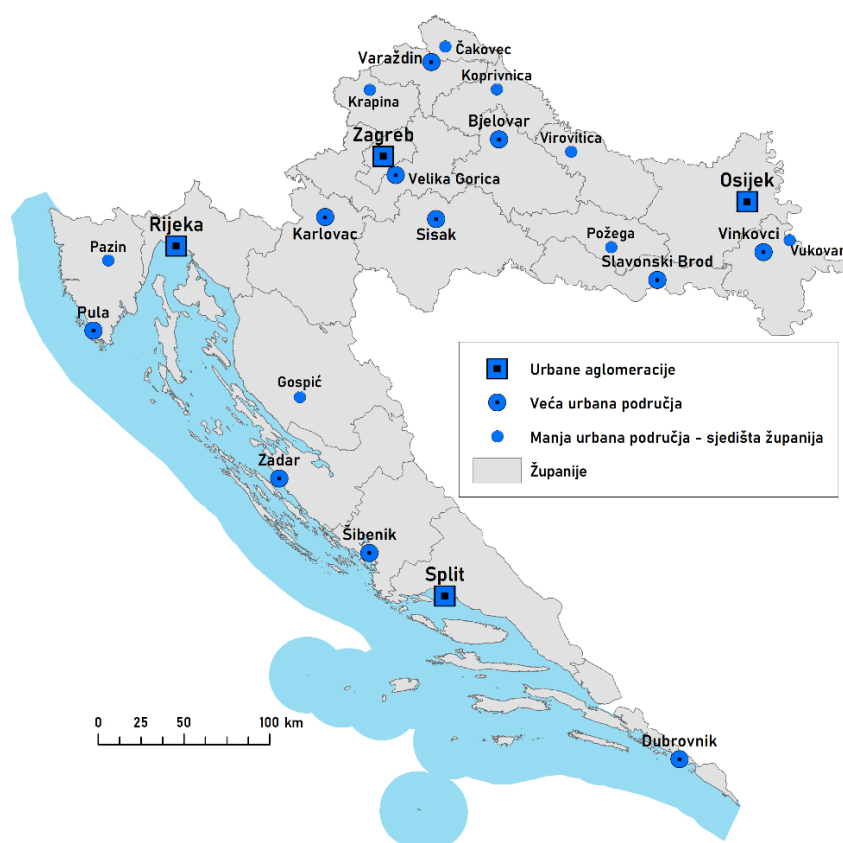 Čakovec
Varaždin
Koprivnica
Krapina
Bjelovar
Zagreb
Virovitica
Velika Gorica
Osijek
Rijeka
Karlovac
Sisak
Požega
Vinkovci
Pazin
Vukovar
Slavonski Brod
Pula
Urbane aglomeracije
Gospić
Veća urbana područja
Manja urbana područja - sjedišta županija
Zadar
Županije
Šibenik
Split
0 25 50 100 km
Dubrovnik